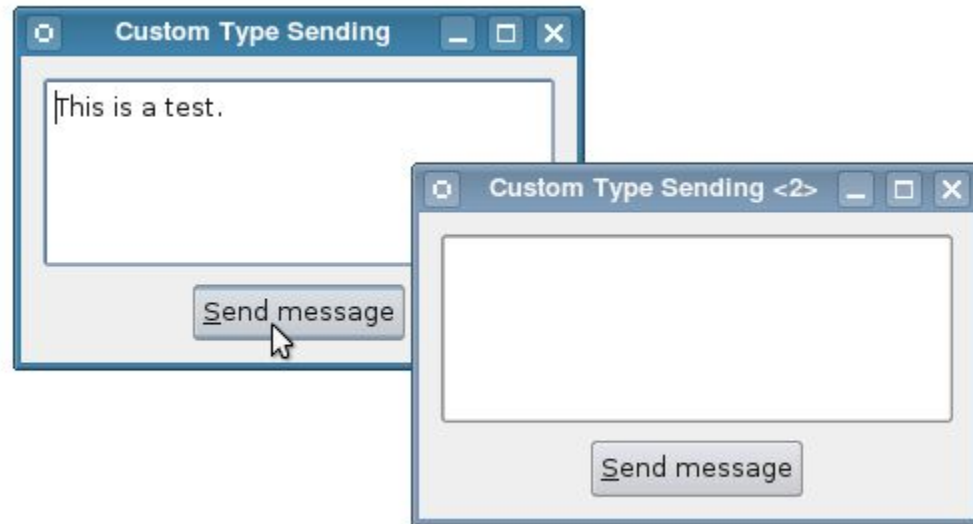 Custom Type Sending
This is a test.
Send message
Custom Type Sending <2>
Send message